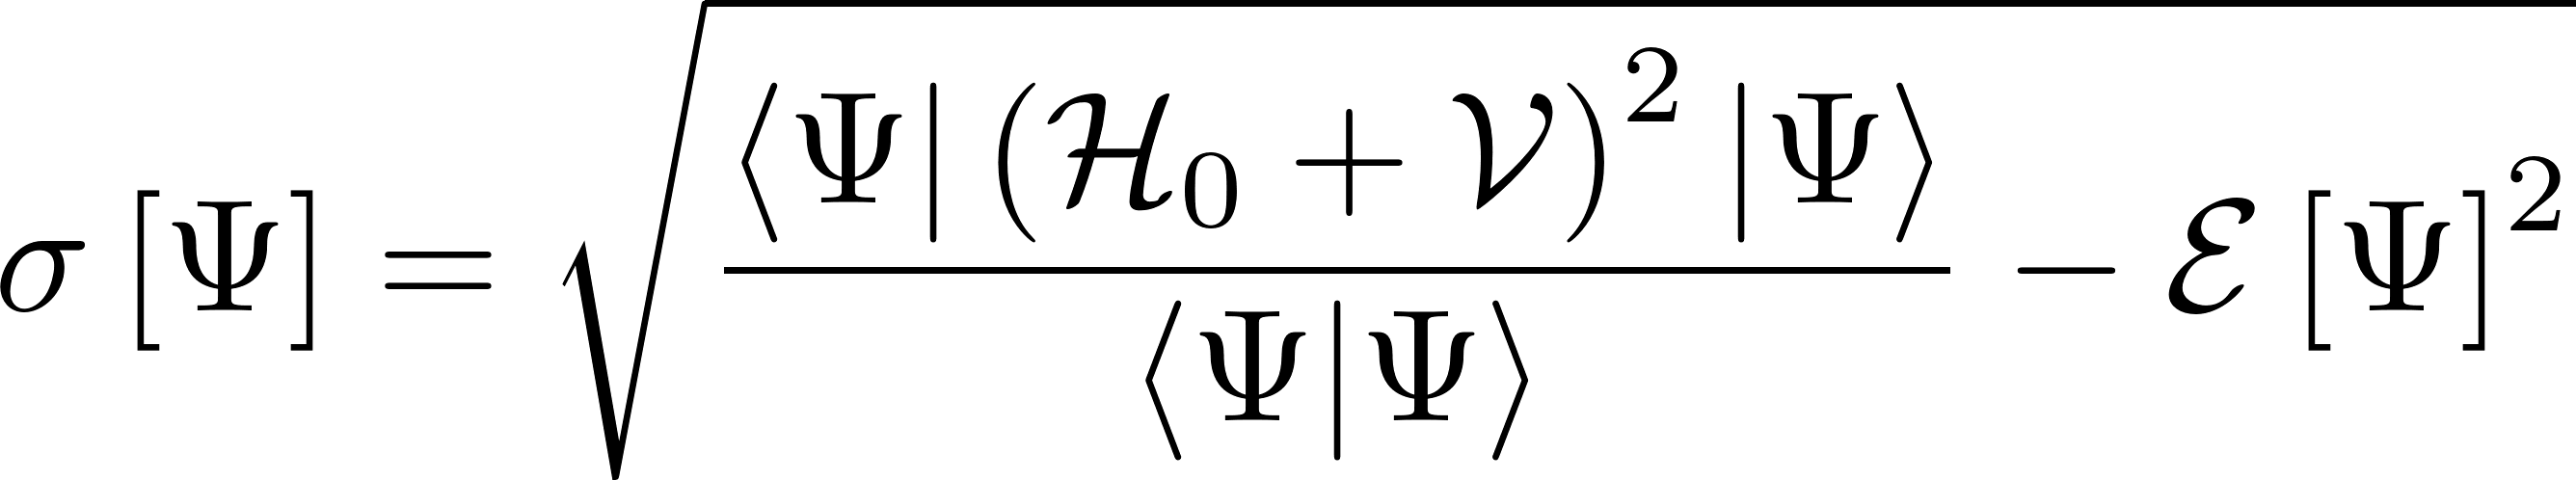 σ [Ψ] = √(⟨Ψ| (ℋ₀ + 𝒱)² |Ψ⟩ / ⟨Ψ|Ψ⟩ − ℰ [Ψ]²)